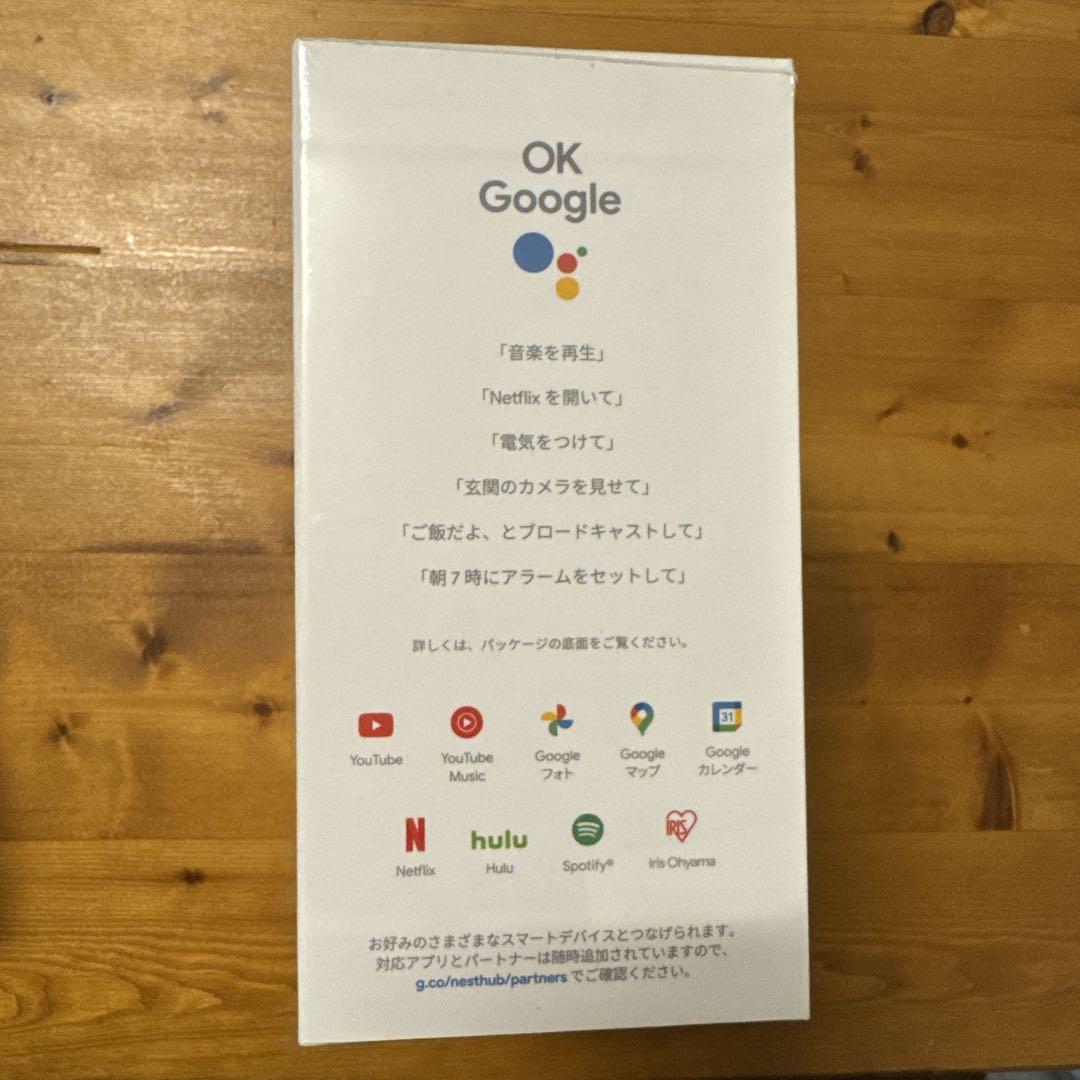 OK
Google
「音楽を再生」
「Netflix を開いて」
「電気をつけて」
「玄関のカメラを見せて」
「ご飯だよ、とブロードキャストして」
「朝 7 時にアラームをセットして」
詳しくは、パッケージの底面をご覧ください。
YouTube
YouTube
Music
Google
フォト
Google
マップ
31
Google
カレンダー
N
Netflix
hulu
Hulu
Spotify®
IRIS
Iris Ohyama
お好みのさまざまなスマートデバイスとつなげられます。
対応アプリとパートナーは随時追加されていますので、
g.co/nesthub/partners でご確認ください。